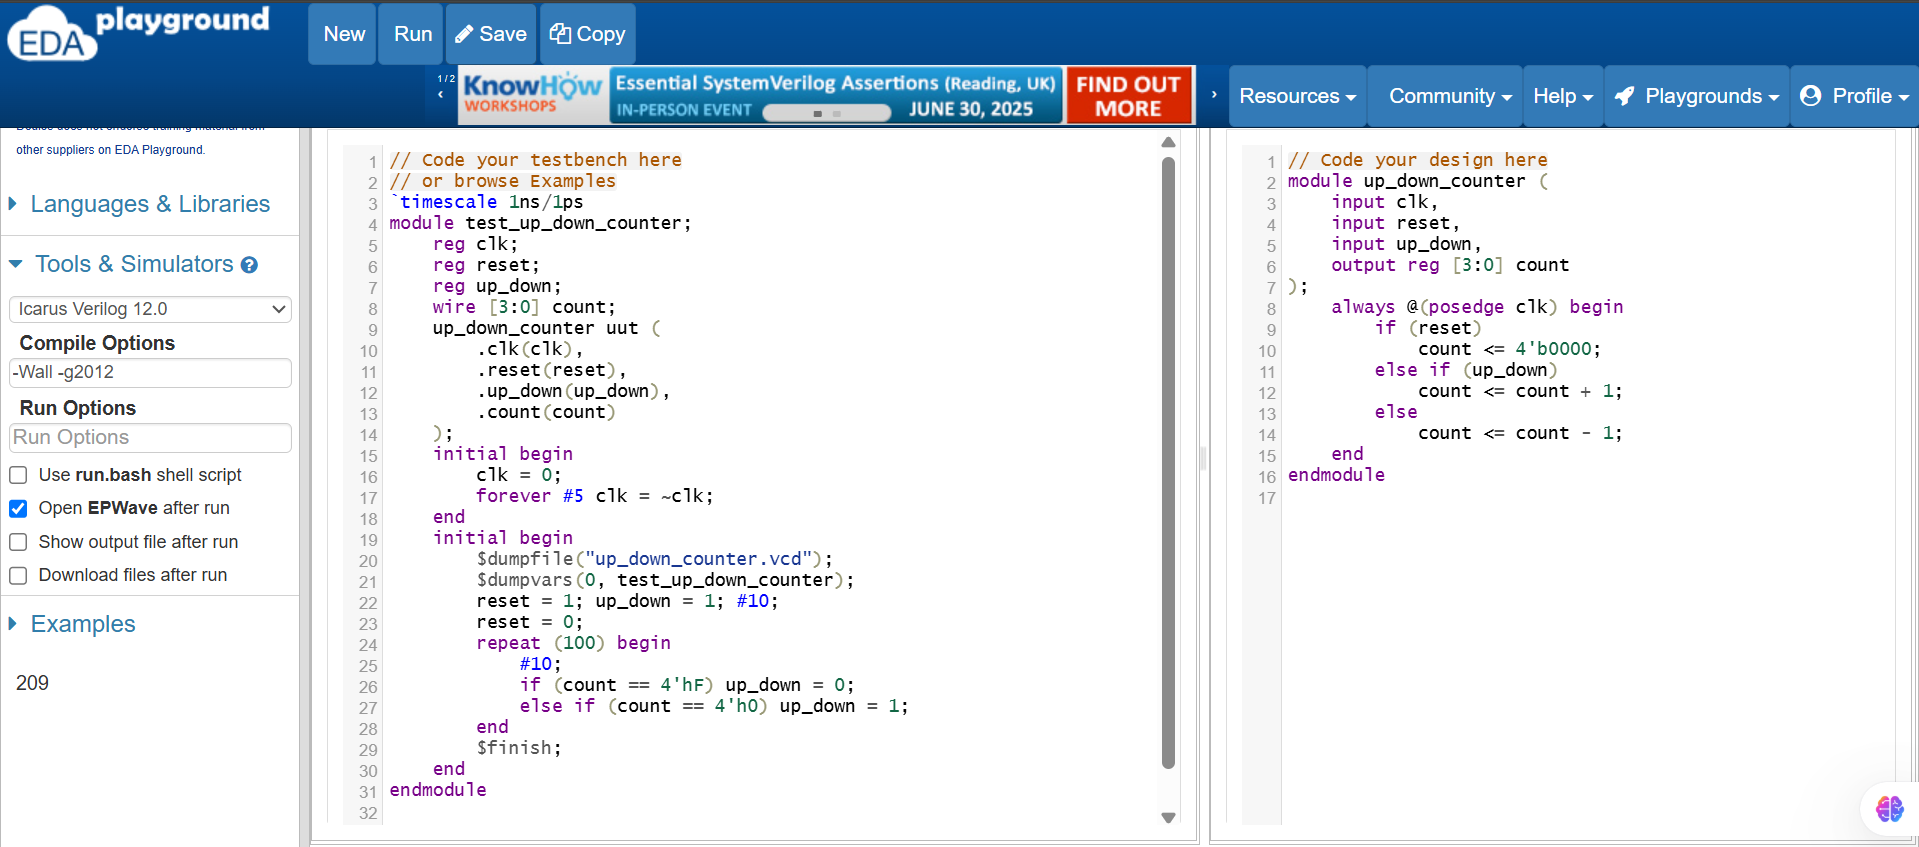 EDA playground
New Run Save Copy
1/2
KnowHow WORKSHOPS
Essential SystemVerilog Assertions (Reading, UK)
IN-PERSON EVENT JUNE 30, 2025
FIND OUT MORE
Resources Community Help Playgrounds Profile
other suppliers on EDA Playground.
Languages & Libraries
Tools & Simulators
Icarus Verilog 12.0
Compile Options
-Wall -g2012
Run Options
Run Options
Use run.bash shell script
Open EPWave after run
Show output file after run
Download files after run
Examples
209
1 // Code your testbench here
2 // or browse Examples
3 `timescale 1ns/1ps
4 module test_up_down_counter;
5 reg clk;
6 reg reset;
7 reg up_down;
8 wire [3:0] count;
9 up_down_counter uut (
10 .clk(clk),
11 .reset(reset),
12 .up_down(up_down),
13 .count(count)
14 );
15 initial begin
16 clk = 0;
17 forever #5 clk = ~clk;
18 end
19 initial begin
20 $dumpfile("up_down_counter.vcd");
21 $dumpvars(0, test_up_down_counter);
22 reset = 1; up_down = 1; #10;
23 reset = 0;
24 repeat (100) begin
25 #10;
26 if (count == 4'hF) up_down = 0;
27 else if (count == 4'h0) up_down = 1;
28 end
29 $finish;
30 end
31 endmodule
32
1 // Code your design here
2 module up_down_counter (
3 input clk,
4 input reset,
5 input up_down,
6 output reg [3:0] count
7 );
8 always @(posedge clk) begin
9 if (reset)
10 count <= 4'b0000;
11 else if (up_down)
12 count <= count + 1;
13 else
14 count <= count - 1;
15 end
16 endmodule
17